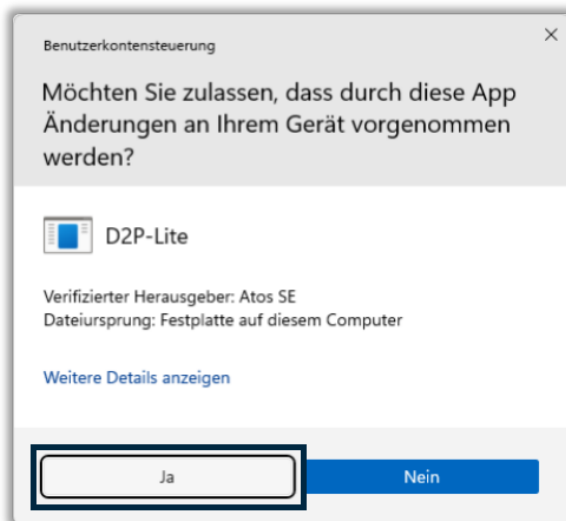 Benutzerkontensteuerung
Möchten Sie zulassen, dass durch diese App
Änderungen an Ihrem Gerät vorgenommen
werden?
D2P-Lite
Verifizierter Herausgeber: Atos SE
Dateiursprung: Festplatte auf diesem Computer
Weitere Details anzeigen
Ja
Nein